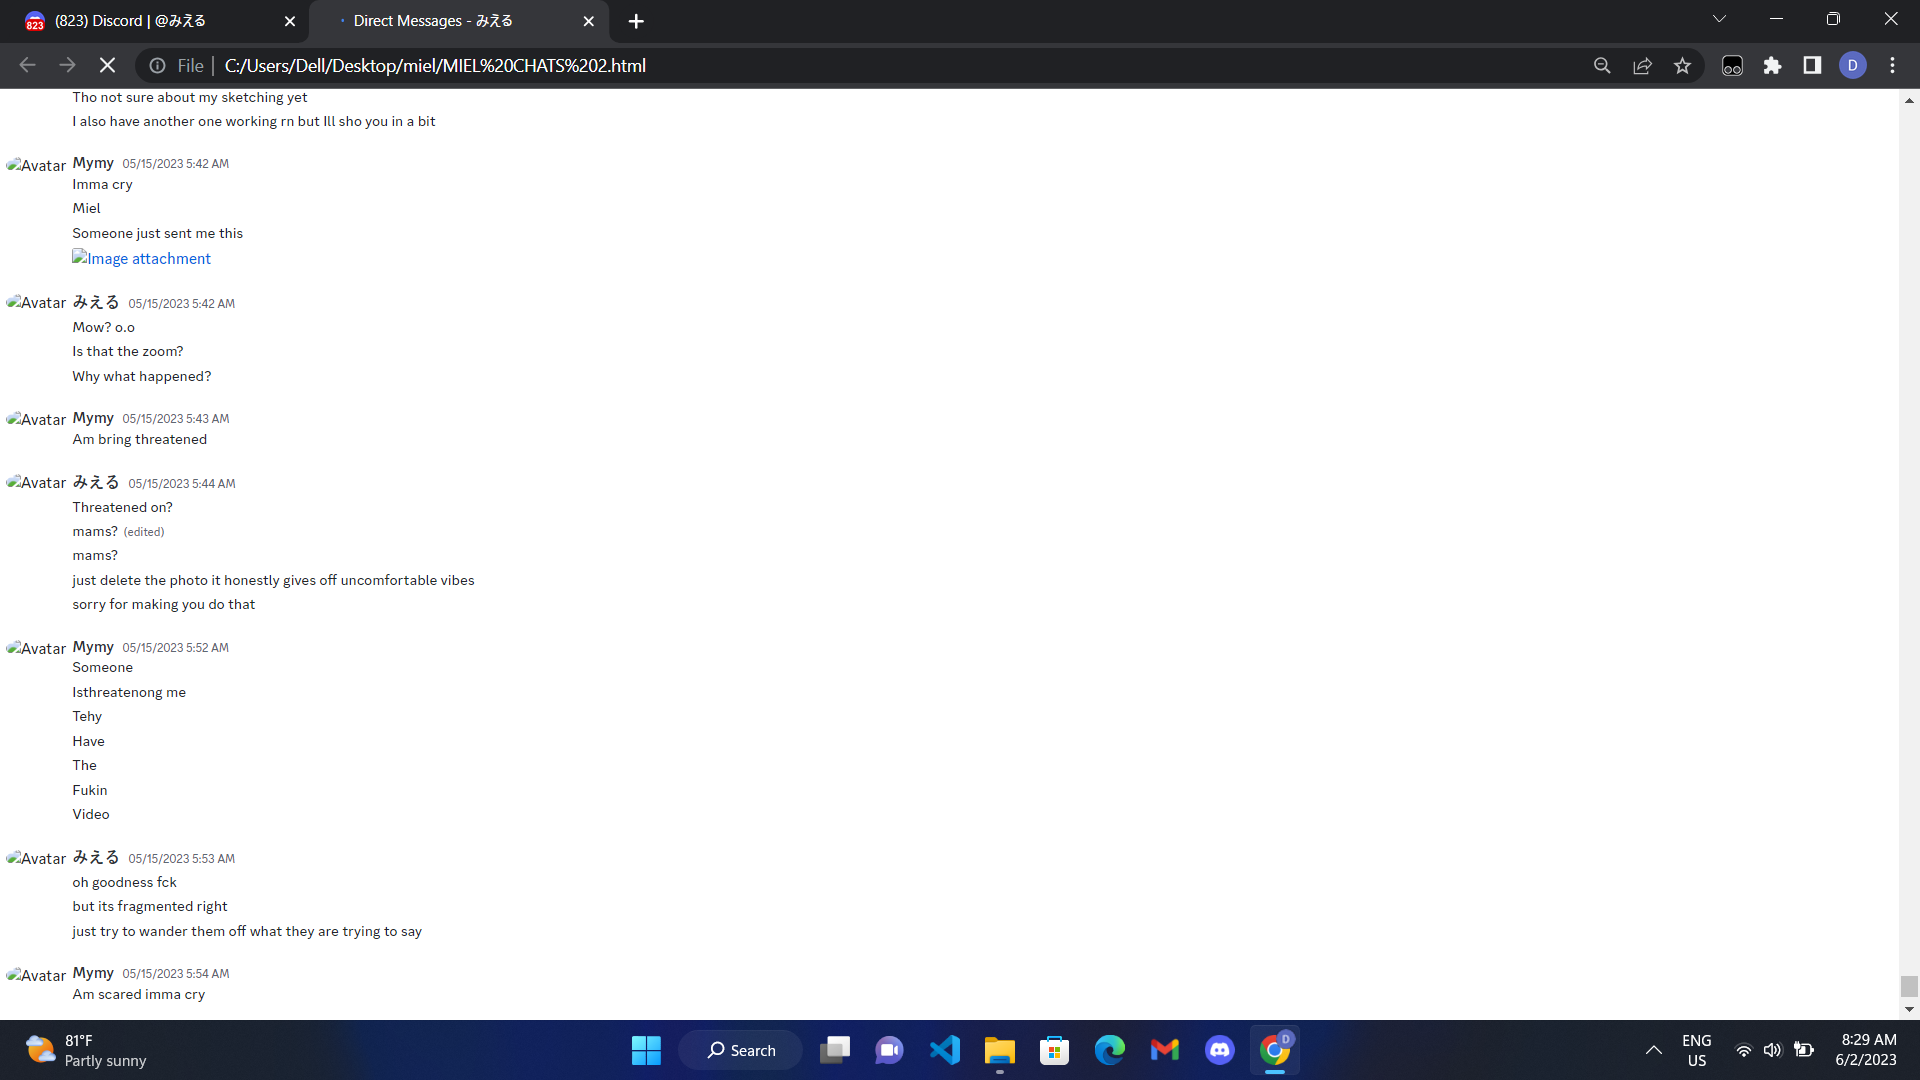 (823) Discord | @みえる
Direct Messages - みえる
File
C:/Users/Dell/Desktop/miel/MIEL%20CHATS%202.html
D
Tho not sure about my sketching yet
I also have another one working rn but Ill sho you in a bit
Avatar
Mymy 05/15/2023 5:42 AM
Imma cry
Miel
Someone just sent me this
Image attachment
Avatar
みえる 05/15/2023 5:42 AM
Mow? o.o
Is that the zoom?
Why what happened?
Avatar
Mymy 05/15/2023 5:43 AM
Am bring threatened
Avatar
みえる 05/15/2023 5:44 AM
Threatened on?
mams? (edited)
mams?
just delete the photo it honestly gives off uncomfortable vibes
sorry for making you do that
Avatar
Mymy 05/15/2023 5:52 AM
Someone
Isthreatenong me
Tehy
Have
The
Fukin
Video
Avatar
みえる 05/15/2023 5:53 AM
oh goodness fck
but its fragmented right
just try to wander them off what they are trying to say
Avatar
Mymy 05/15/2023 5:54 AM
Am scared imma cry
81°F
Partly sunny
Search
D
ENG
US
8:29 AM
6/2/2023